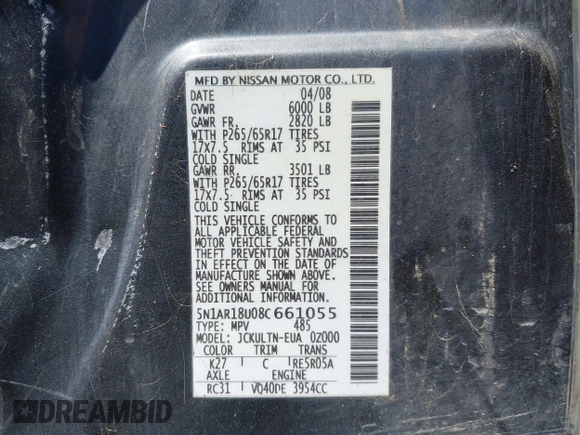 MFD BY NISSAN MOTOR CO., LTD.
DATE 04/08
GVWR 6000 LB
GAWR FR. 2820 LB
WITH P265/65R17 TIRES
17X7.5 RIMS AT 35 PSI
COLD SINGLE
GAWR RR. 3501 LB
WITH P265/65R17 TIRES
17X7.5 RIMS AT 35 PSI
COLD SINGLE
THIS VEHICLE CONFORMS TO
ALL APPLICABLE FEDERAL
MOTOR VEHICLE SAFETY AND
THEFT PREVENTION STANDARDS
IN EFFECT ON THE DATE OF
MANUFACTURE SHOWN ABOVE.
SEE OWNERS MANUAL FOR
ADDITIONAL INFORMATION.
5N1AR18U08C661055
TYPE: MPV 485
MODEL: JCKULTN-EUA 0Z000
COLOR TRIM TRANS
K27 C RE5R05A
AXLE ENGINE
RC31 VQ40DE 3954CC
DREAMBID